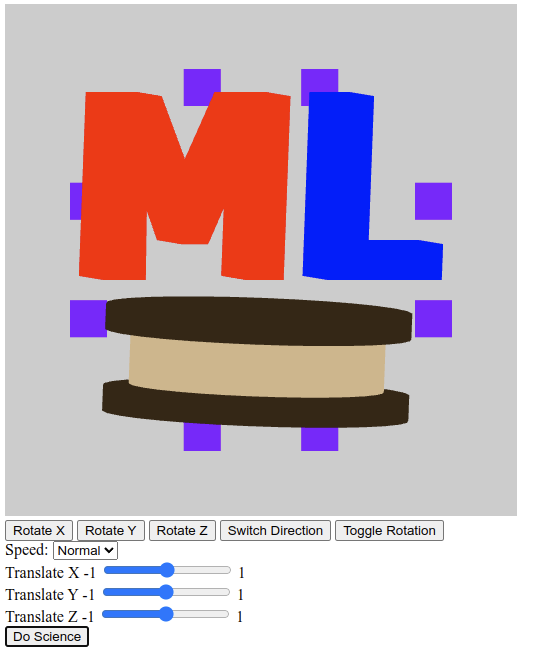 ML
Rotate X Rotate Y Rotate Z Switch Direction Toggle Rotation
Speed: Normal
Translate X -1 1
Translate Y -1 1
Translate Z -1 1
Do Science